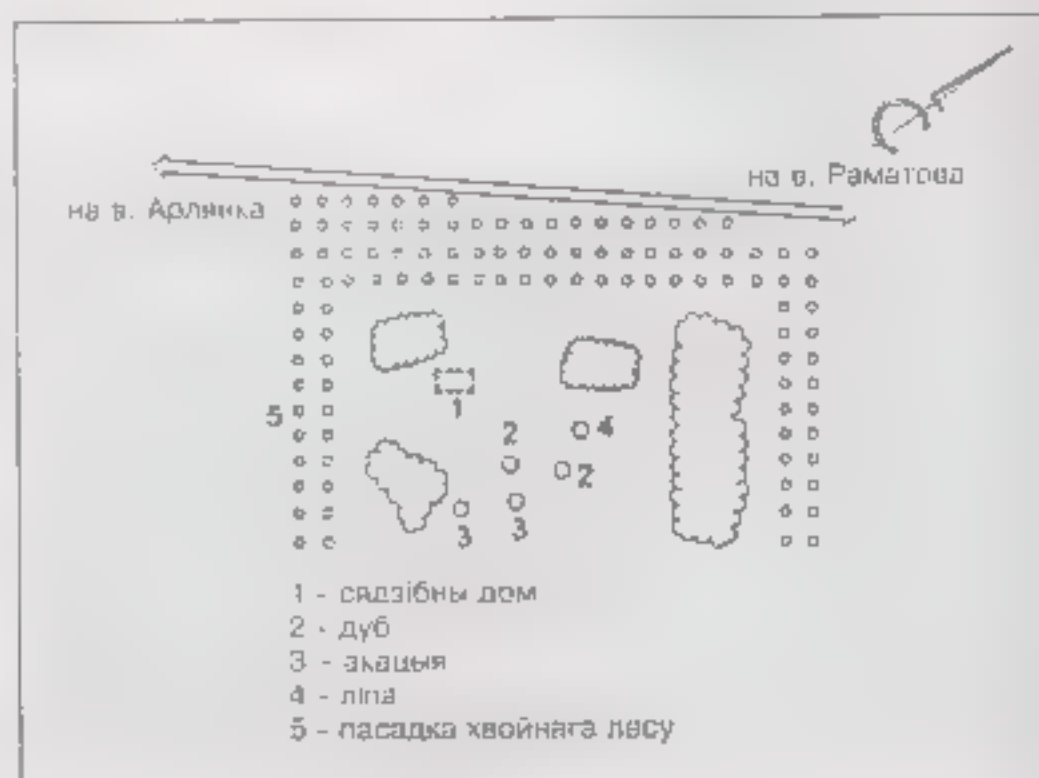 на в. Раматова
на в. Арлянка
5
1
2
4
2
3
3
1 - сядзібны дом
2 - дуб
3 - акацыя
4 - ліпа
5 - пасадка хвойнага лесу